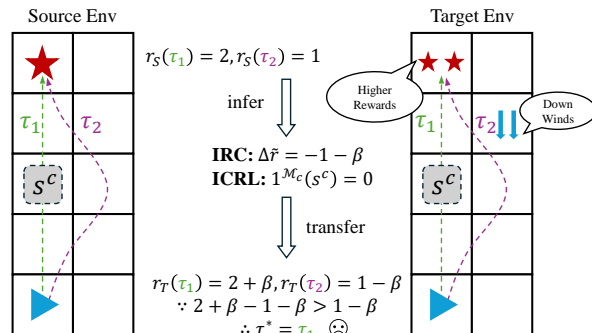 Source Env
Target Env
r_S(τ_1) = 2, r_S(τ_2) = 1
Higher
Rewards
τ_1
τ_2
infer
τ_1
τ_2
Down
Winds
IRC: Δr̃ = −1 − β
ICRL: 1^{ℳ_c}(s^c) = 0
s^c
s^c
transfer
r_T(τ_1) = 2 + β, r_T(τ_2) = 1 − β
∵ 2 + β − 1 − β > 1 − β
∴ τ* = τ_1 ☹